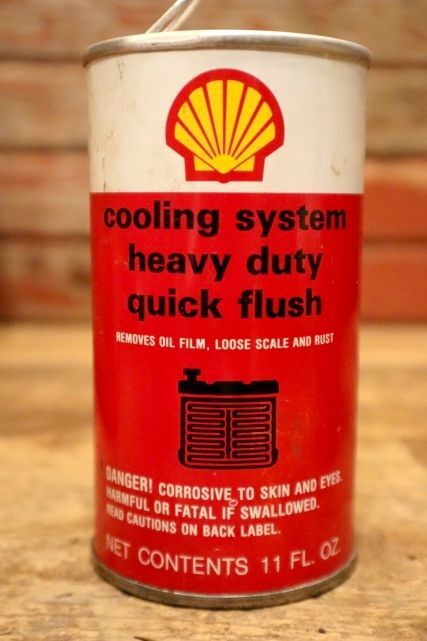 cooling system
heavy duty
quick flush
REMOVES OIL FILM, LOOSE SCALE AND RUST
DANGER! CORROSIVE TO SKIN AND EYES.
HARMFUL OR FATAL IF SWALLOWED.
READ CAUTIONS ON BACK LABEL.
NET CONTENTS 11 FL. OZ.